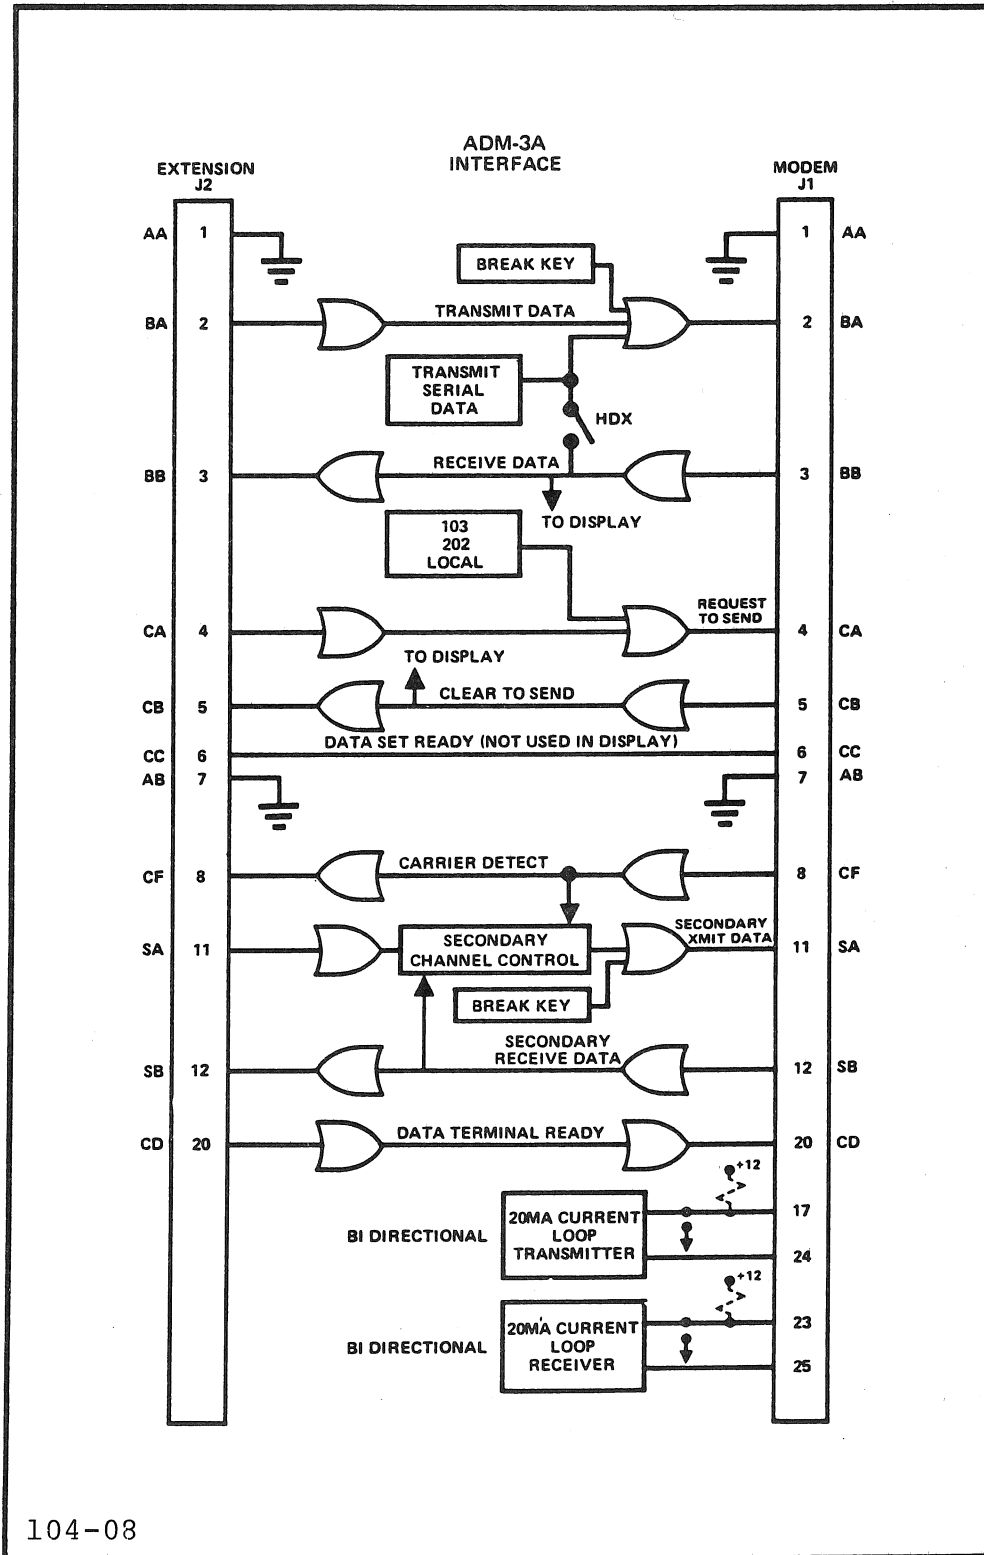 ADM-3A
INTERFACE
EXTENSION
J2
MODEM
J1
AA 1
1 AA
BREAK KEY
BA 2
TRANSMIT DATA
2 BA
TRANSMIT
SERIAL
DATA
HDX
BB 3
RECEIVE DATA
3 BB
TO DISPLAY
103
202
LOCAL
REQUEST
TO SEND
CA 4
4 CA
TO DISPLAY
CB 5
CLEAR TO SEND
5 CB
DATA SET READY (NOT USED IN DISPLAY)
CC 6
6 CC
AB 7
7 AB
CARRIER DETECT
CF 8
8 CF
SECONDARY
XMIT DATA
SA 11
SECONDARY
CHANNEL CONTROL
11 SA
BREAK KEY
SECONDARY
RECEIVE DATA
SB 12
12 SB
CD 20
DATA TERMINAL READY
20 CD
+12
BI DIRECTIONAL
20MA CURRENT
LOOP
TRANSMITTER
17
24
+12
BI DIRECTIONAL
20MA CURRENT
LOOP
RECEIVER
23
25
104-08